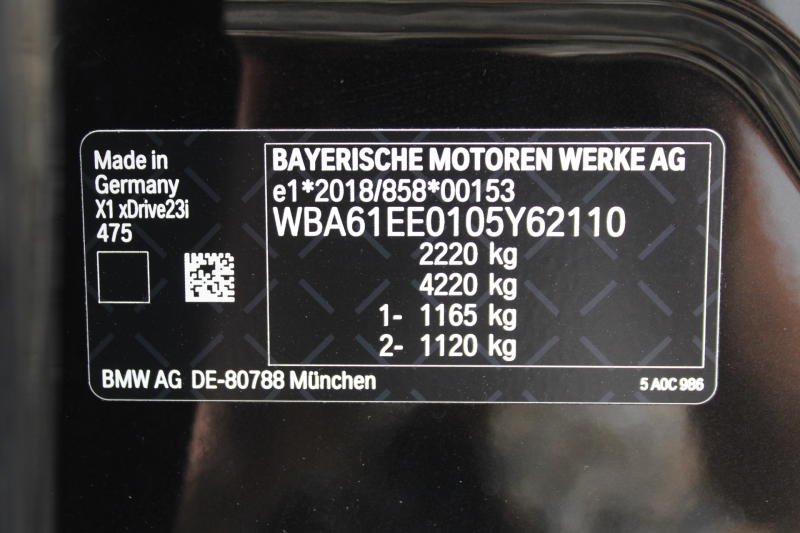 Made in
Germany
X1 xDrive23i
475
BAYERISCHE MOTOREN WERKE AG
e1*2018/858*00153
WBA61EE0105Y62110
2220 kg
4220 kg
1- 1165 kg
2- 1120 kg
BMW AG DE-80788 München
5 A0C 986